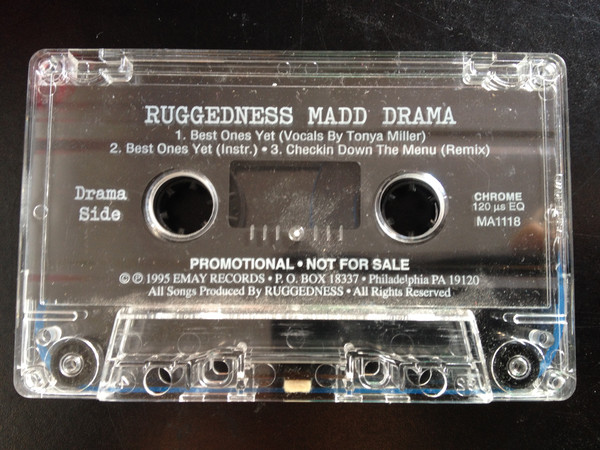 RUGGEDNESS MADD DRAMA
1. Best Ones Yet (Vocals By Tonya Miller)
2. Best Ones Yet (Instr.) • 3. Checkin Down The Menu (Remix)
Drama
Side
CHROME
120 µs EQ
MA1118
PROMOTIONAL • NOT FOR SALE
© ℗ 1995 EMAY RECORDS • P. O. BOX 18337 • Philadelphia PA 19120
All Songs Produced By RUGGEDNESS • All Rights Reserved